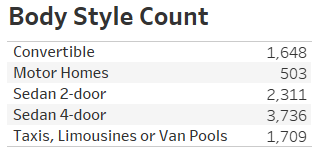 Body Style Count
Convertible 1,648
Motor Homes 503
Sedan 2-door 2,311
Sedan 4-door 3,736
Taxis, Limousines or Van Pools 1,709